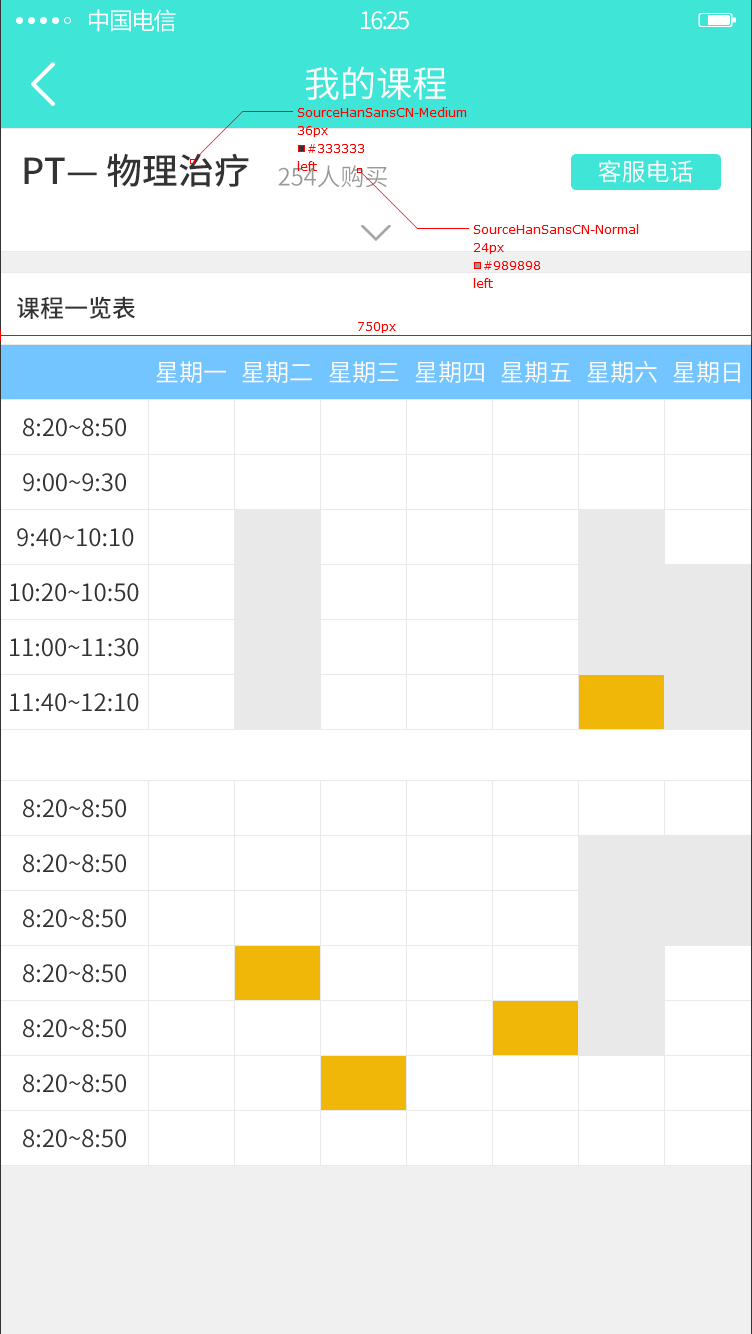 中国电信 16:25
我的课程
SourceHanSansCN-Medium
36px
#333333
left
PT— 物理治疗 254人购买 客服电话
SourceHanSansCN-Normal
24px
#989898
left
课程一览表
750px
星期一 星期二 星期三 星期四 星期五 星期六 星期日
8:20~8:50
9:00~9:30
9:40~10:10
10:20~10:50
11:00~11:30
11:40~12:10
8:20~8:50
8:20~8:50
8:20~8:50
8:20~8:50
8:20~8:50
8:20~8:50
8:20~8:50